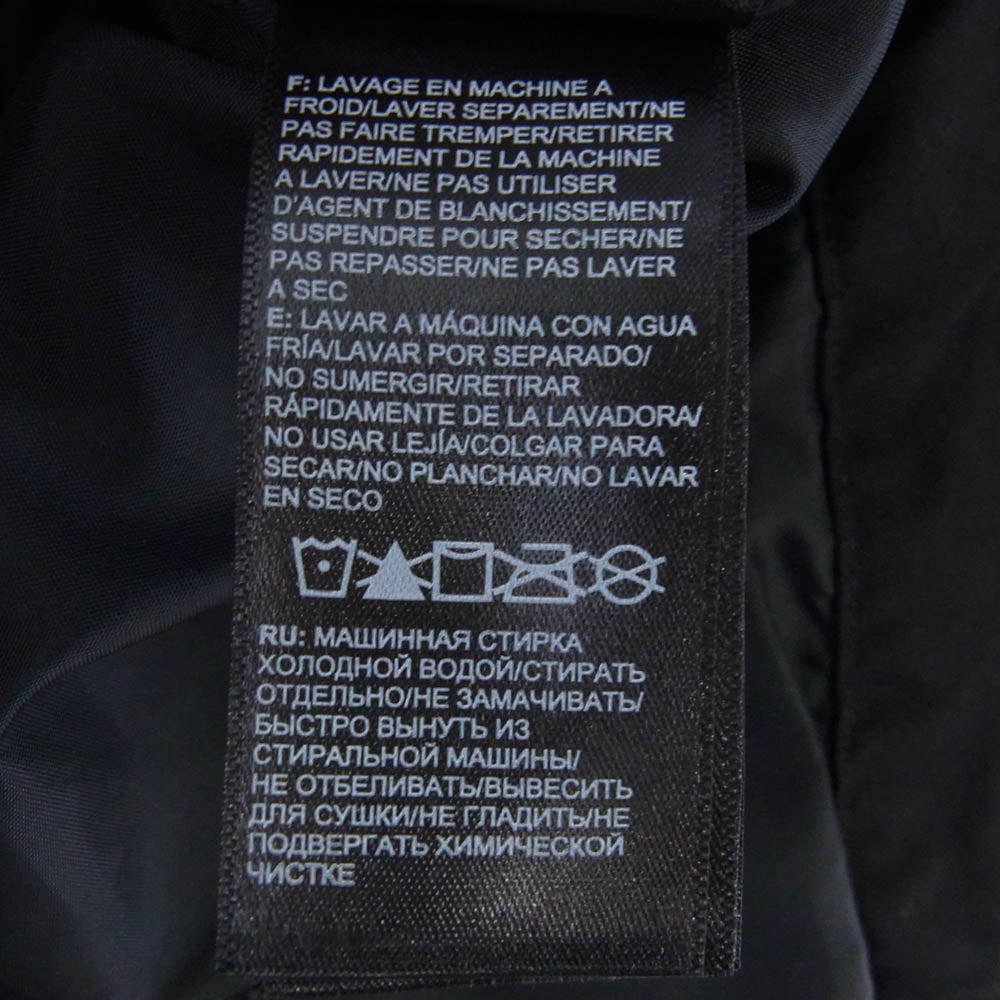 F: LAVAGE EN MACHINE A
FROID/LAVER SEPAREMENT/NE
PAS FAIRE TREMPER/RETIRER
RAPIDEMENT DE LA MACHINE
A LAVER/NE PAS UTILISER
D'AGENT DE BLANCHISSEMENT/
SUSPENDRE POUR SECHER/NE
PAS REPASSER/NE PAS LAVER
A SEC
E: LAVAR A MÁQUINA CON AGUA
FRÍA/LAVAR POR SEPARADO/
NO SUMERGIR/RETIRAR
RÁPIDAMENTE DE LA LAVADORA/
NO USAR LEJÍA/COLGAR PARA
SECAR/NO PLANCHAR/NO LAVAR
EN SECO
RU: МАШИННАЯ СТИРКА
ХОЛОДНОЙ ВОДОЙ/СТИРАТЬ
ОТДЕЛЬНО/НЕ ЗАМАЧИВАТЬ/
БЫСТРО ВЫНУТЬ ИЗ
СТИРАЛЬНОЙ МАШИНЫ/
НЕ ОТБЕЛИВАТЬ/ВЫВЕСИТЬ
ДЛЯ СУШКИ/НЕ ГЛАДИТЬ/НЕ
ПОДВЕРГАТЬ ХИМИЧЕСКОЙ
ЧИСТКЕ